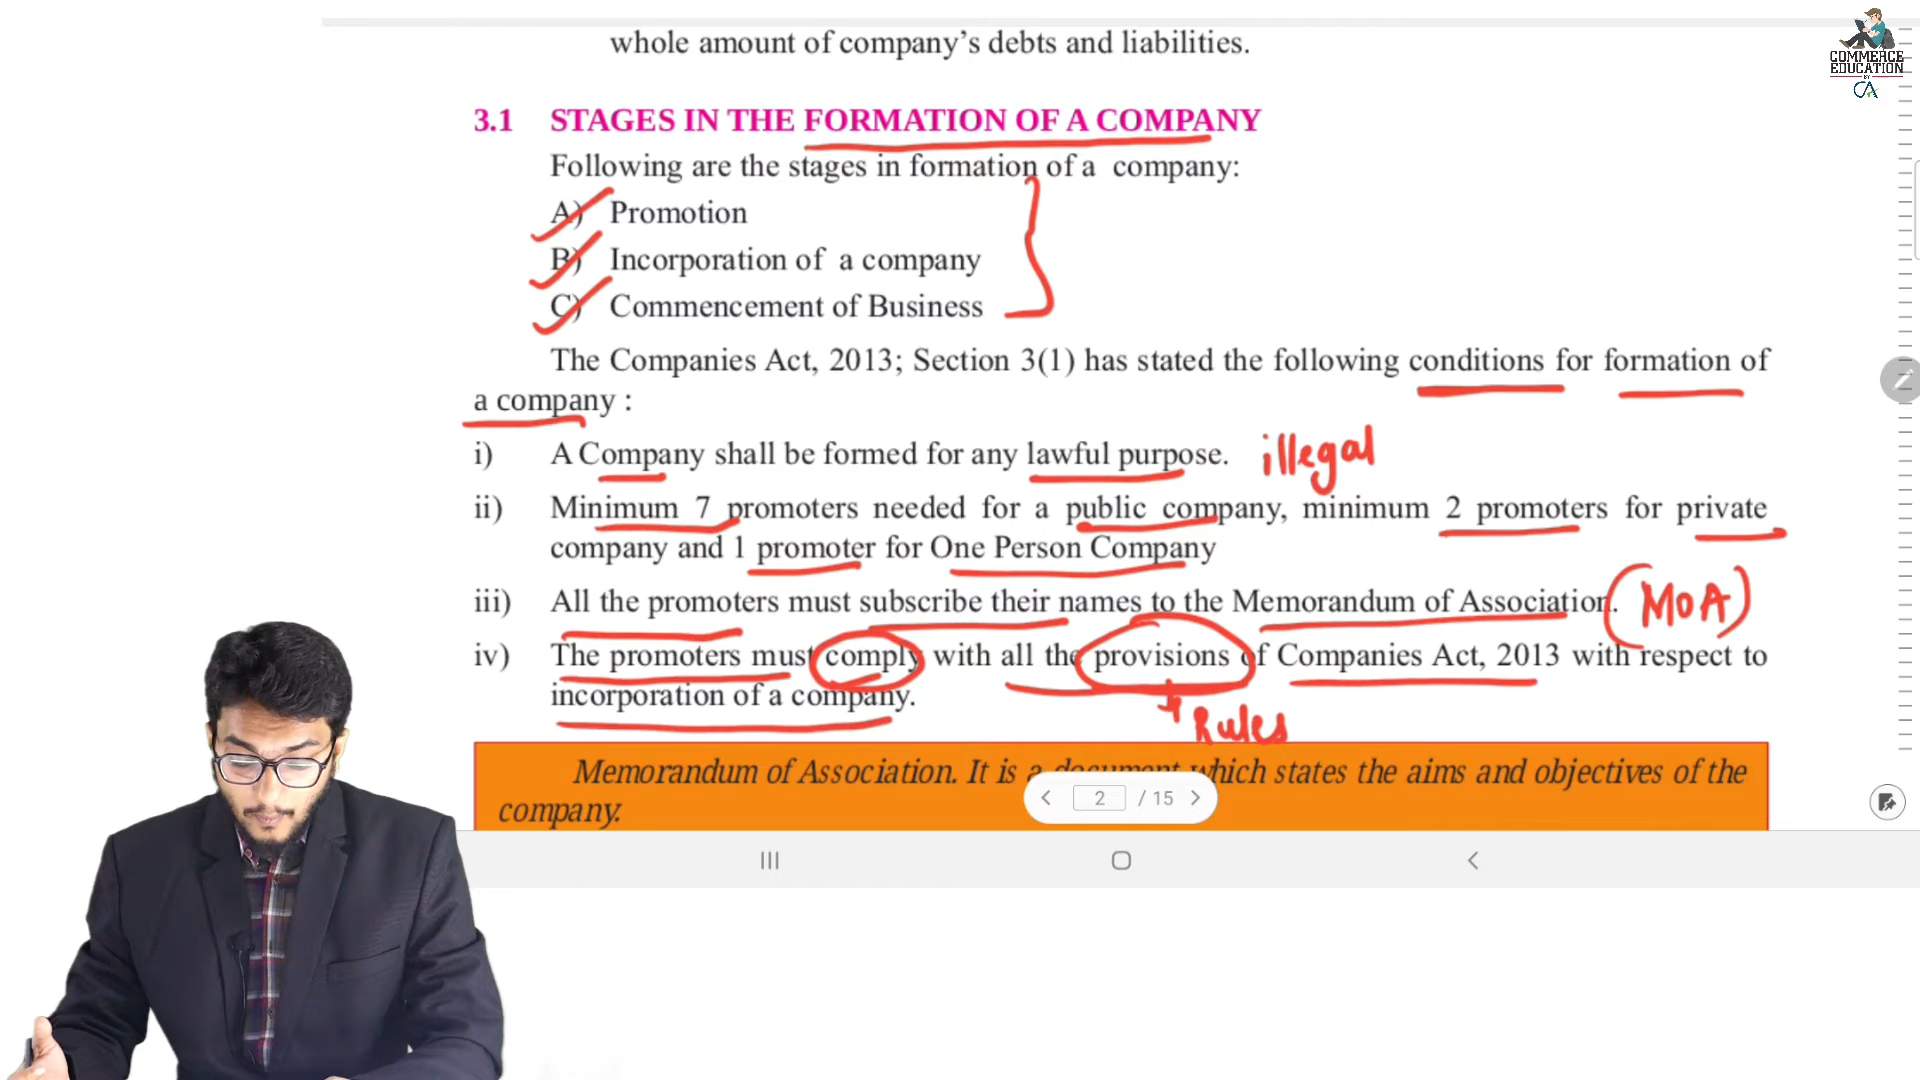 whole amount of company’s debts and liabilities.
COMMERCE
EDUCATION
BY
CA
3.1 STAGES IN THE FORMATION OF A COMPANY
Following are the stages in formation of a company:
A) Promotion
B) Incorporation of a company
C) Commencement of Business
The Companies Act, 2013; Section 3(1) has stated the following conditions for formation of
a company :
i) A Company shall be formed for any lawful purpose. illegal
ii) Minimum 7 promoters needed for a public company, minimum 2 promoters for private
company and 1 promoter for One Person Company
iii) All the promoters must subscribe their names to the Memorandum of Association. (MOA)
iv) The promoters must comply with all the provisions of Companies Act, 2013 with respect to
incorporation of a company.
Rules
Memorandum of Association. It is a document which states the aims and objectives of the
company.
2 / 15